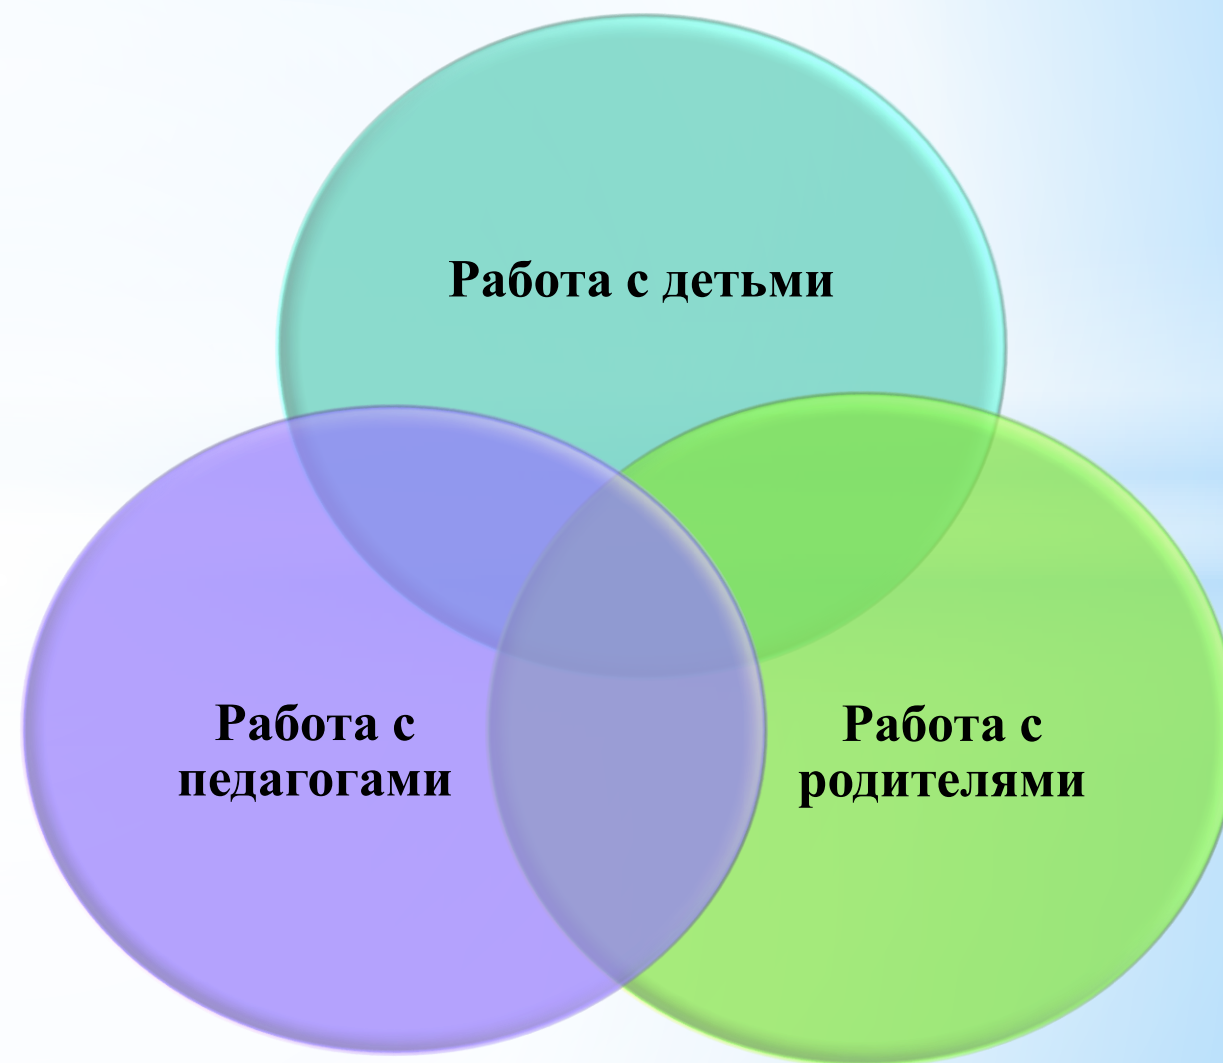 Работа с детьми
Работа с
педагогами
Работа с
родителями